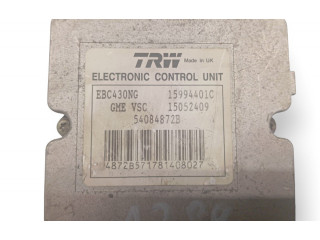 TRW Made in UK
ELECTRONIC CONTROL UNIT
EBC430NG 15994401C
GME VSC 15052409
54084872B
4872B571781408027